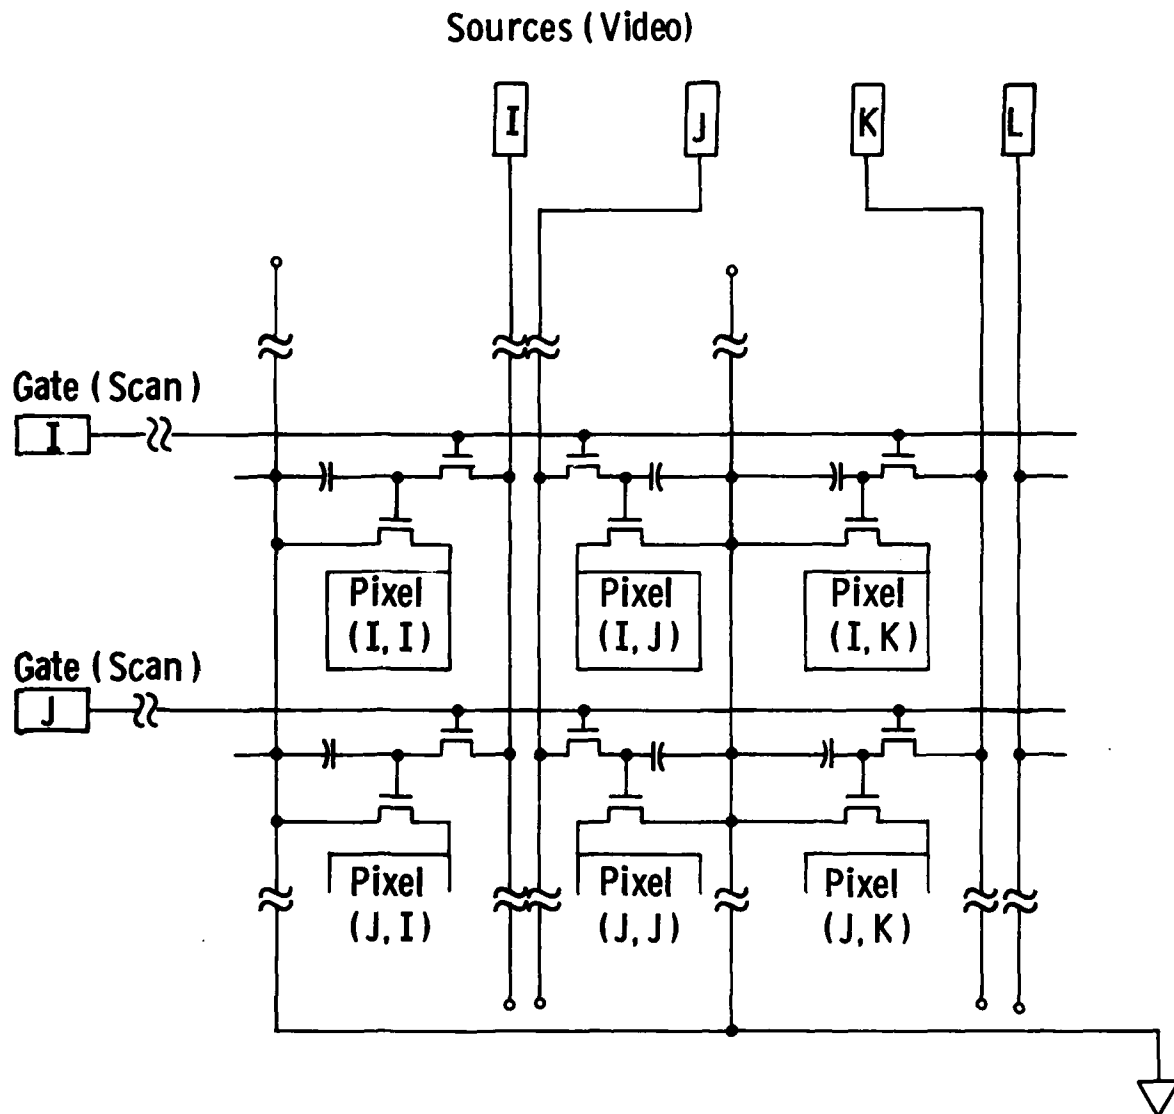 Sources (Video)
I
J
K
L
Gate (Scan)
I
Pixel
(I, I)
Pixel
(I, J)
Pixel
(I, K)
Gate (Scan)
J
Pixel
(J, I)
Pixel
(J, J)
Pixel
(J, K)